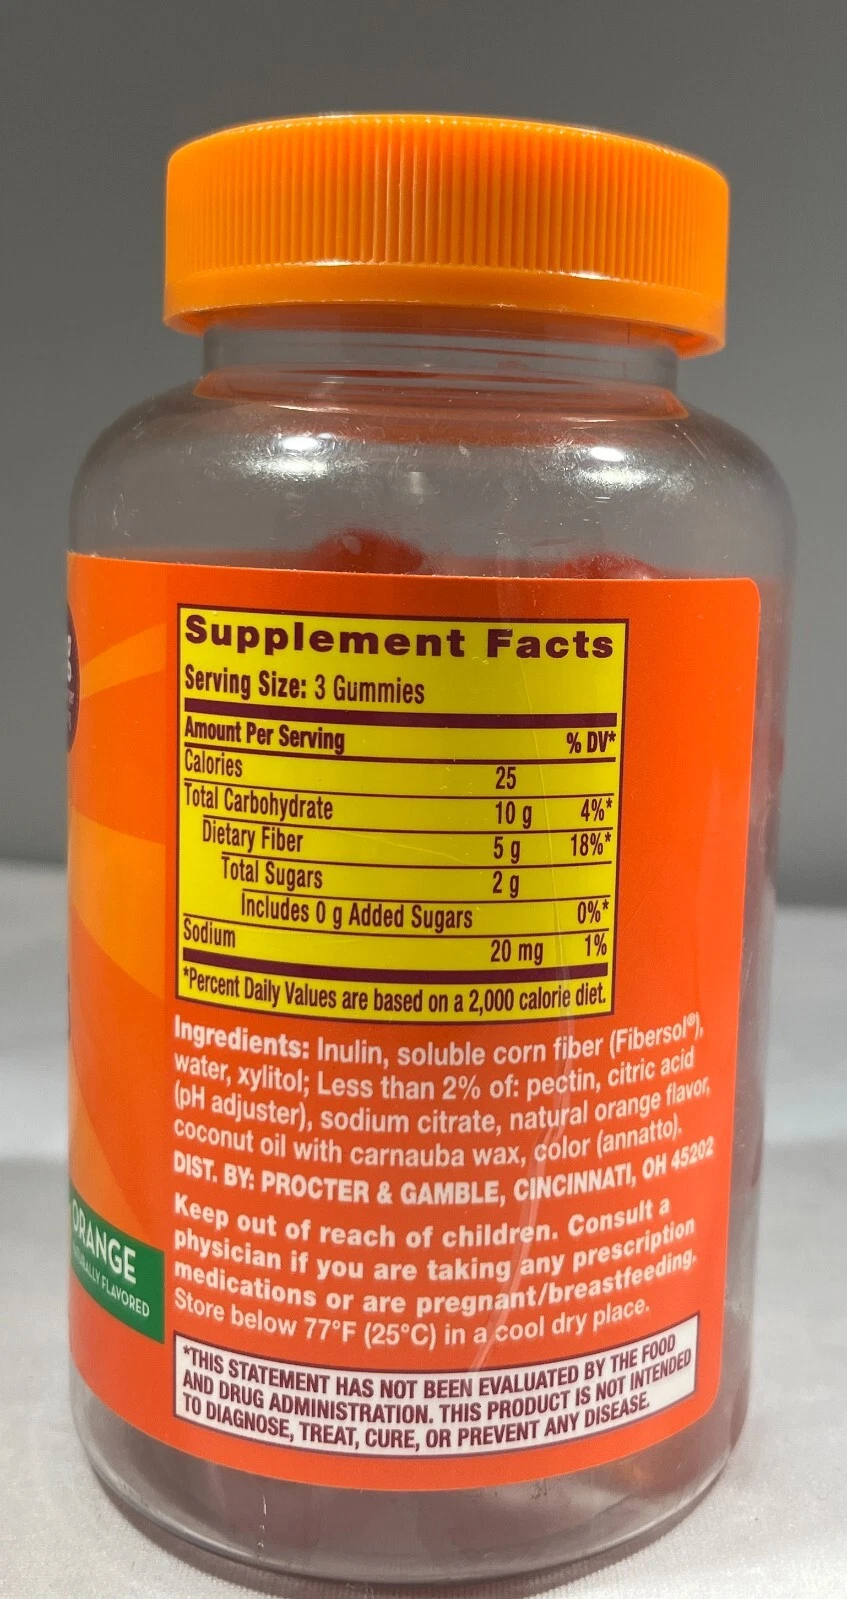 Supplement Facts
Serving Size: 3 Gummies
Amount Per Serving % DV*
Calories 25
Total Carbohydrate 10 g 4%*
Dietary Fiber 5 g 18%*
Total Sugars 2 g
Includes 0 g Added Sugars 0%*
Sodium 20 mg 1%
*Percent Daily Values are based on a 2,000 calorie diet.
Ingredients: Inulin, soluble corn fiber (Fibersol®),
water, xylitol; Less than 2% of: pectin, citric acid
(pH adjuster), sodium citrate, natural orange flavor,
coconut oil with carnauba wax, color (annatto).
DIST. BY: PROCTER & GAMBLE, CINCINNATI, OH 45202
Keep out of reach of children. Consult a
physician if you are taking any prescription
medications or are pregnant/breastfeeding.
Store below 77°F (25°C) in a cool dry place.
*THIS STATEMENT HAS NOT BEEN EVALUATED BY THE FOOD
AND DRUG ADMINISTRATION. THIS PRODUCT IS NOT INTENDED
TO DIAGNOSE, TREAT, CURE, OR PREVENT ANY DISEASE.
ORANGE
FLAVORED